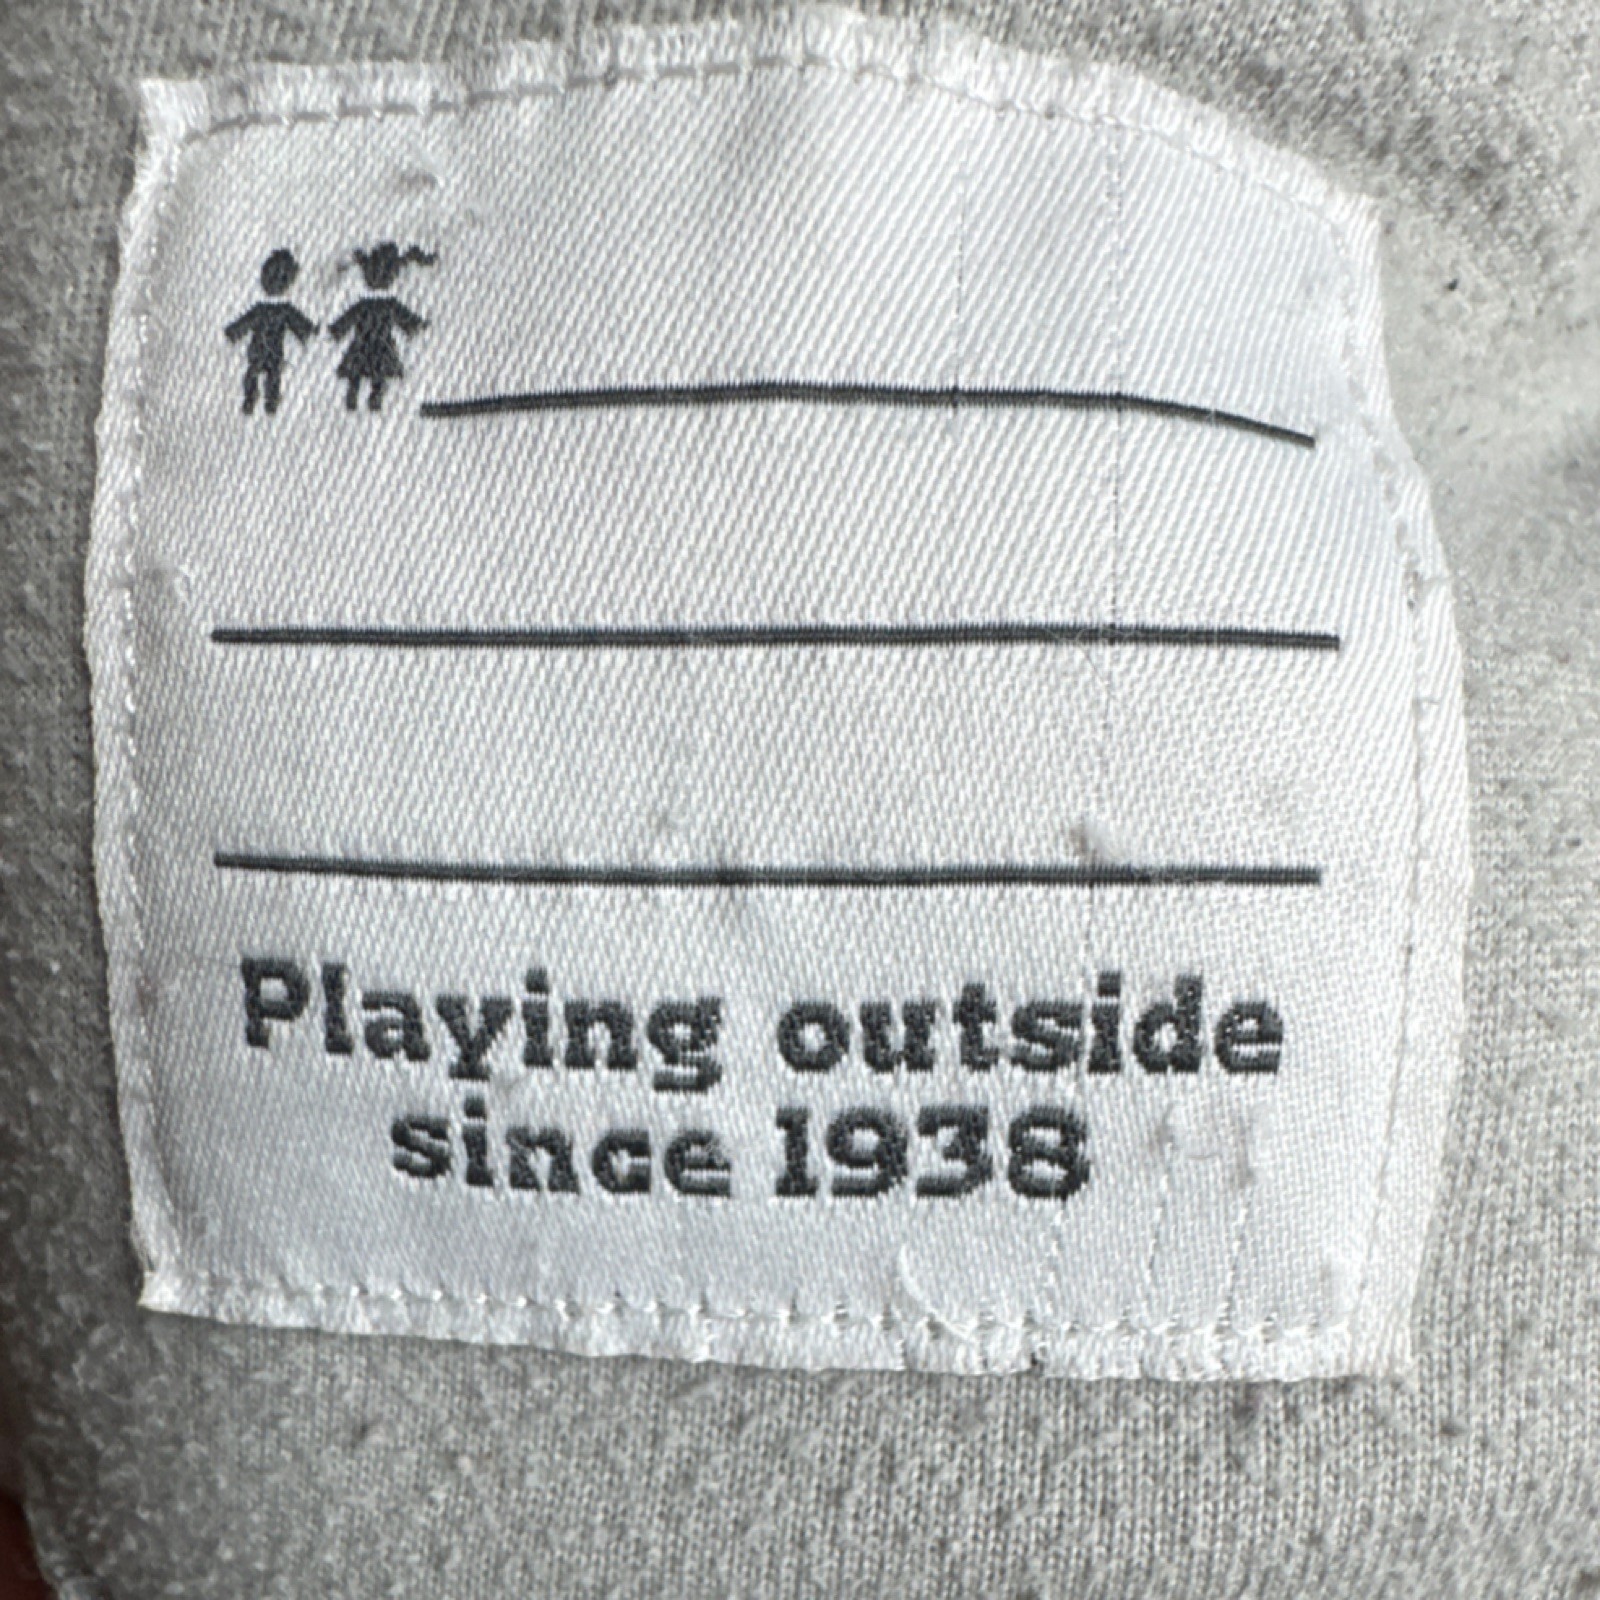 Playing outside
since 1938